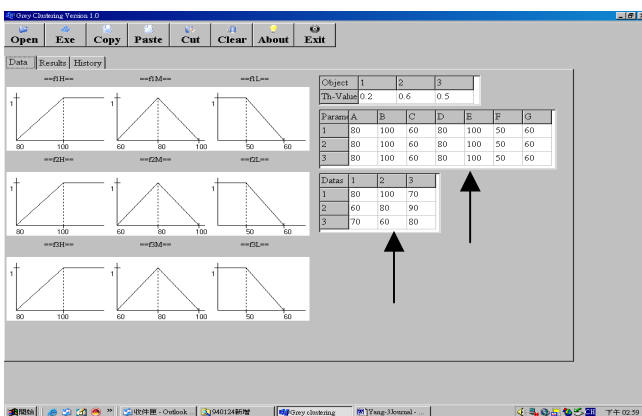 Grey Clustering Version 1.0
Open Exe Copy Paste Cut Clear About Exit
Data Results History
==f1H== ==f1M== ==f1L==
1 1 1
80 100 60 80 100 50 60
==f2H== ==f2M== ==f2L==
1 1 1
80 100 60 80 100 50 60
==f3H== ==f3M== ==f3L==
1 1 1
80 100 60 80 100 50 60
Object 1 2 3
Th-Value 0.2 0.6 0.5
Parame A B C D E F G
1 80 100 60 80 100 50 60
2 80 100 60 80 100 50 60
3 80 100 60 80 100 50 60
Datas 1 2 3
1 80 100 70
2 60 80 90
3 70 60 80
開始 » 收件匣 - Outlook ... 940124新增 Grey clustering Yang-3Journal - ... CH 下午 02:59